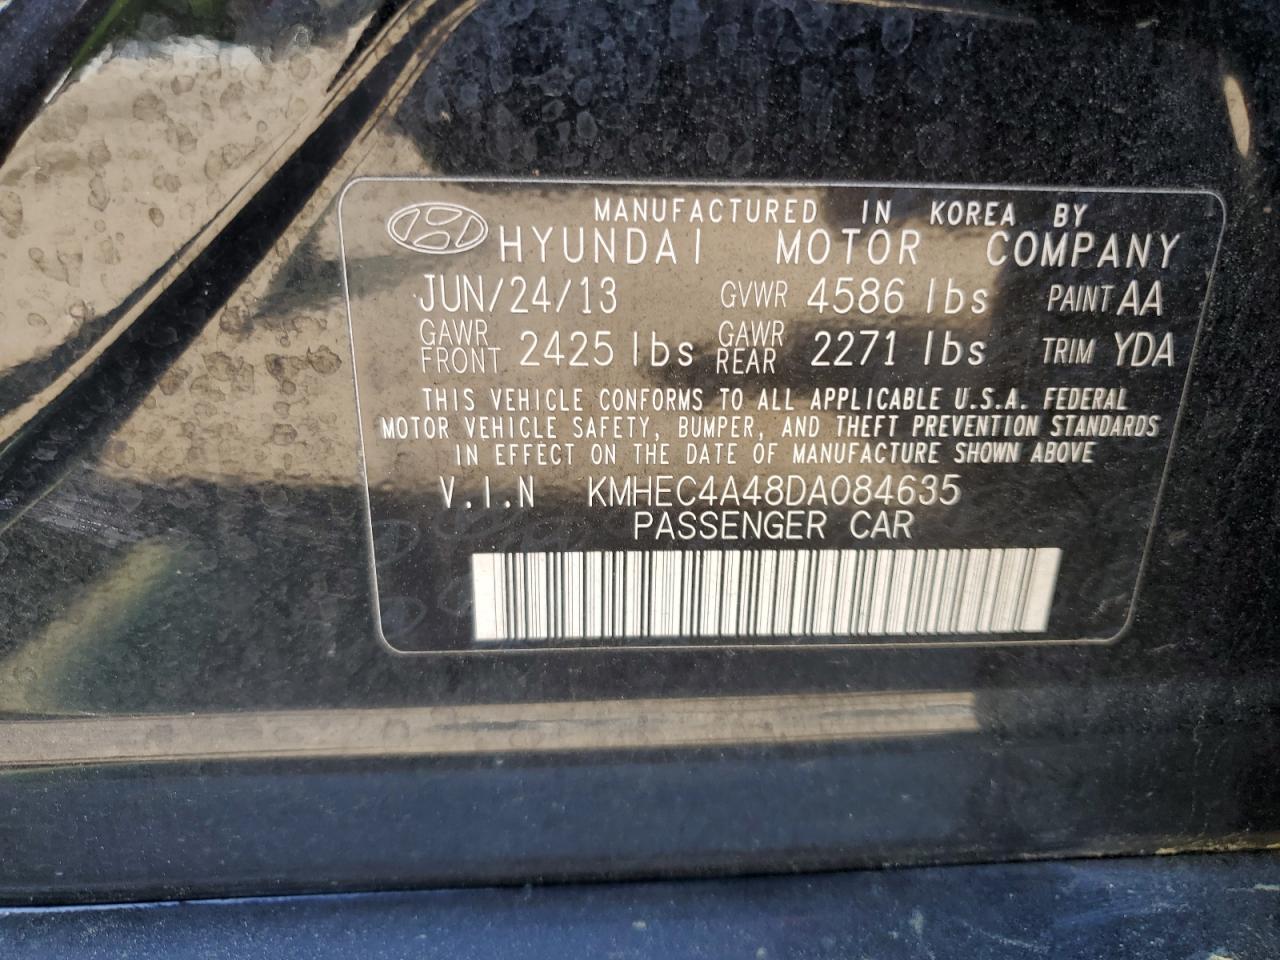 MANUFACTURED IN KOREA BY
HYUNDAI MOTOR COMPANY
JUN/24/13 GVWR 4586 lbs PAINT AA
GAWR FRONT 2425 lbs GAWR REAR 2271 lbs TRIM YDA
THIS VEHICLE CONFORMS TO ALL APPLICABLE U.S.A. FEDERAL
MOTOR VEHICLE SAFETY, BUMPER, AND THEFT PREVENTION STANDARDS
IN EFFECT ON THE DATE OF MANUFACTURE SHOWN ABOVE
V.I.N KMHEC4A48DA084635
PASSENGER CAR